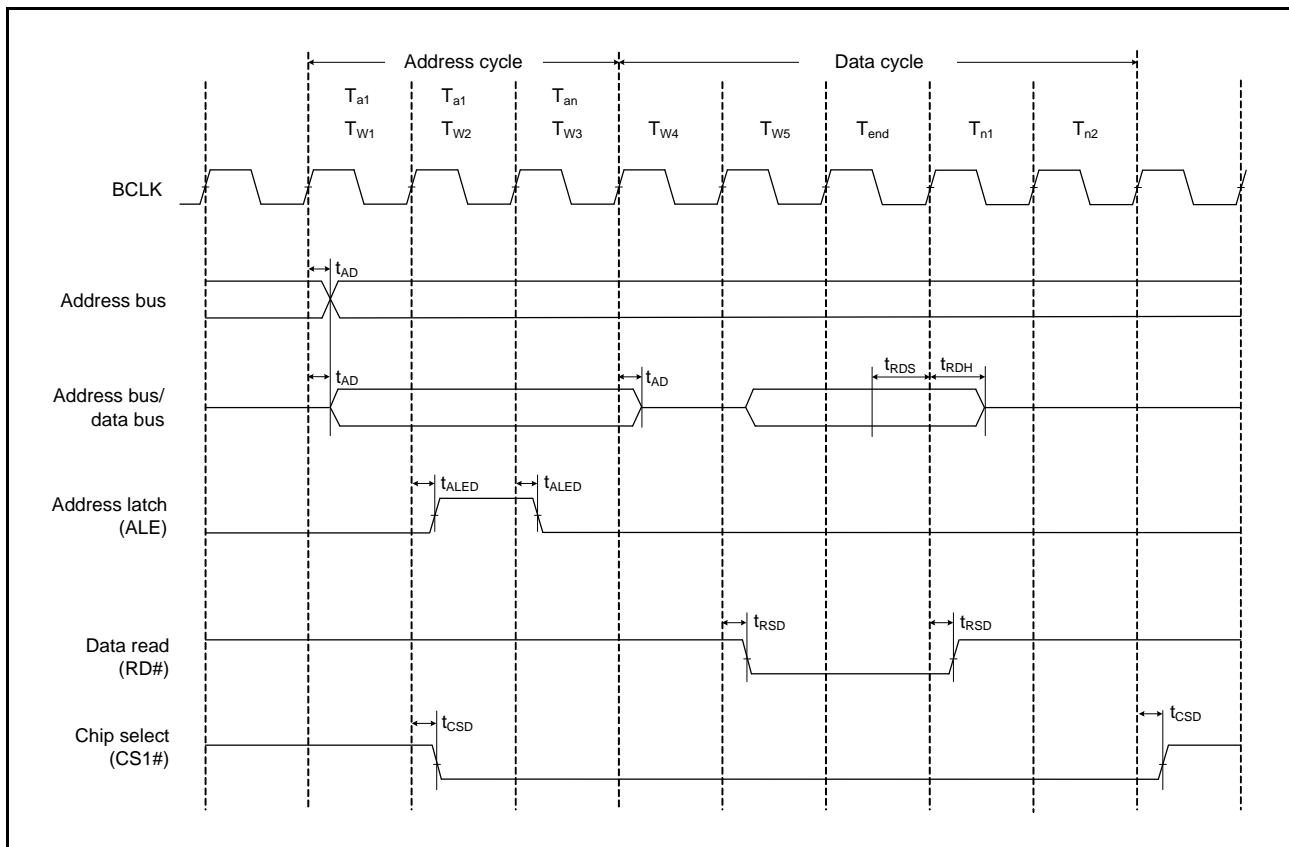 Address cycle Data cycle
Ta1 Ta1 Tan
TW1 TW2 TW3 TW4 TW5 Tend Tn1 Tn2
BCLK
tAD
Address bus
tAD tAD tRDS tRDH
Address bus/
data bus
tALED tALED
Address latch
(ALE)
tRSD tRSD
Data read
(RD#)
tCSD tCSD
Chip select
(CS1#)